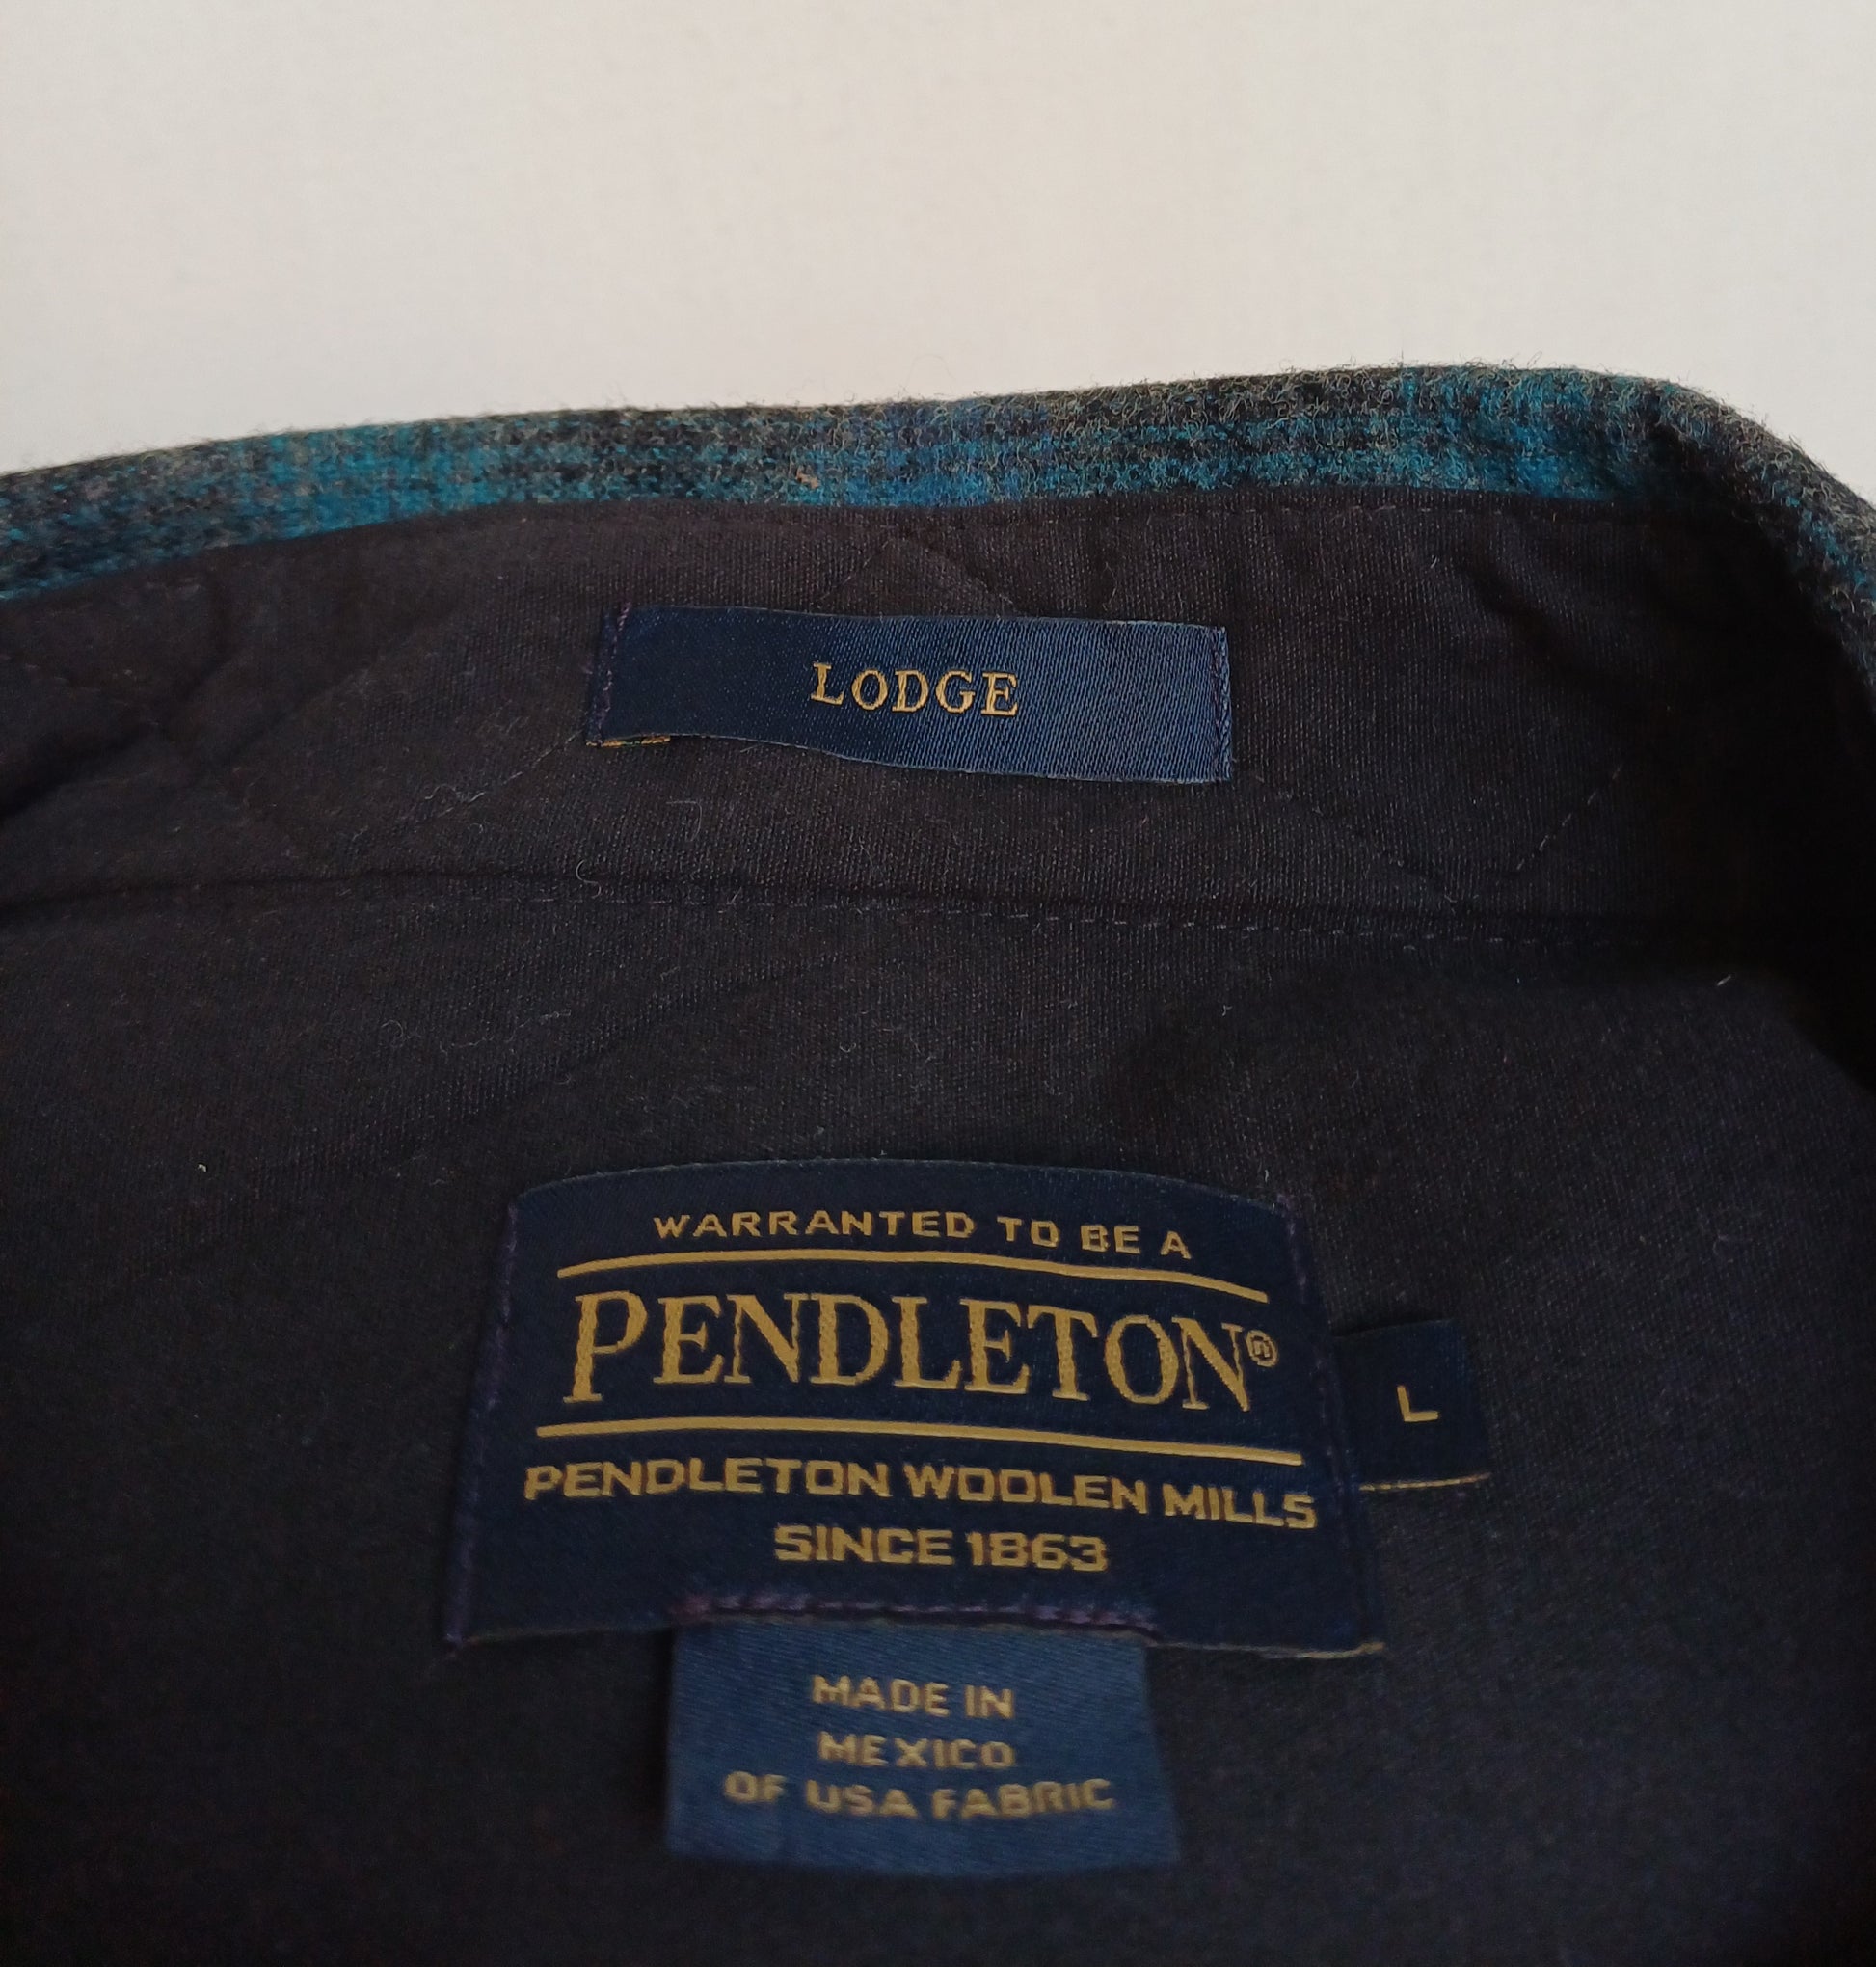 LODGE
WARRANTED TO BE A
PENDLETON®
L
PENDLETON WOOLEN MILLS
SINCE 1863
MADE IN
MEXICO
OF USA FABRIC